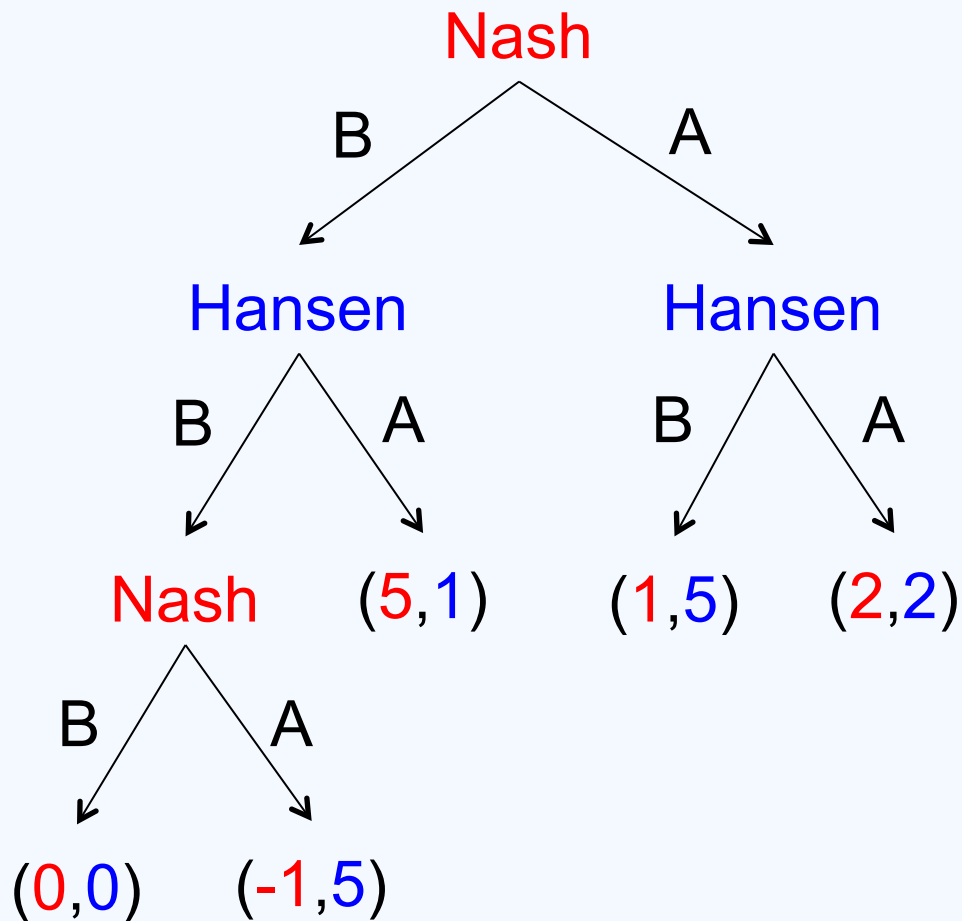 Nash
B A
Hansen Hansen
B A B A
Nash (5,1) (1,5) (2,2)
B A
(0,0) (-1,5)